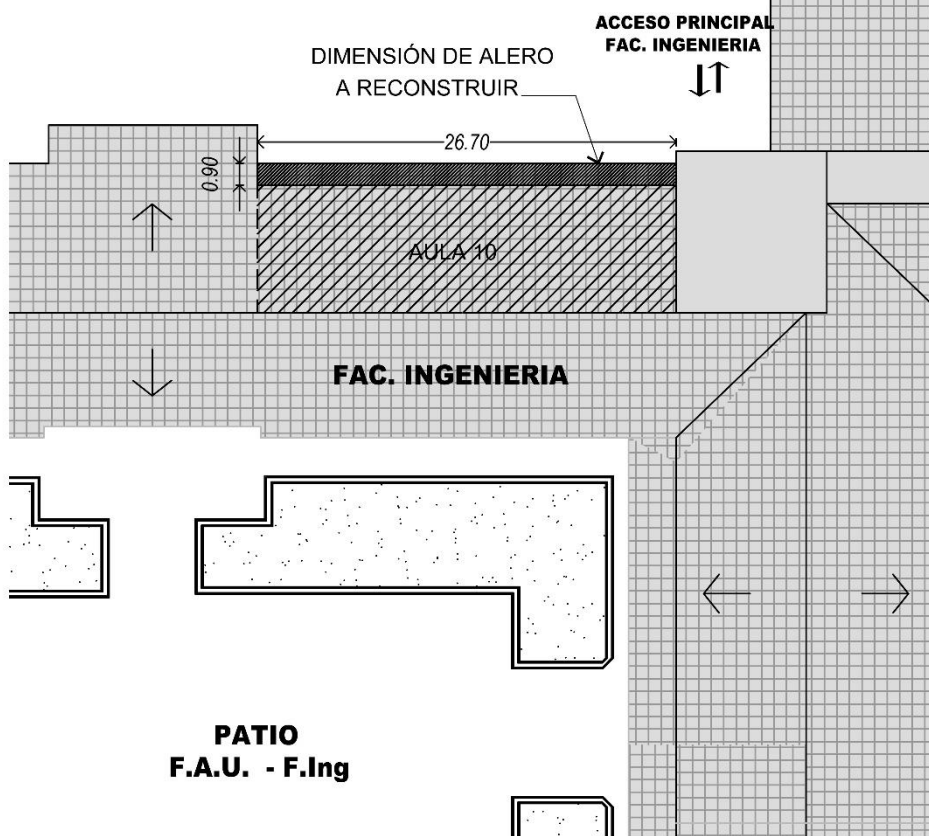 ACCESO PRINCIPAL
FAC. INGENIERIA
DIMENSIÓN DE ALERO
A RECONSTRUIR
26.70
0.90
AULA 10
FAC. INGENIERIA
PATIO
F.A.U. - F.Ing